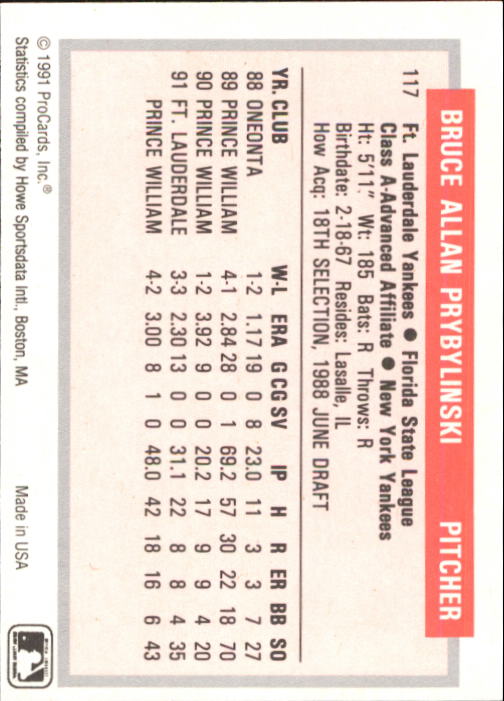 BRUCE ALLAN PRYBYLINSKI PITCHER
117 Ft. Lauderdale Yankees ● Florida State League
Class A-Advanced Affiliate ● New York Yankees
Ht: 5'11" Wt: 185 Bats: R Throws: R
Birthdate: 2-18-67 Resides: Lasalle, IL
How Acq: 18TH SELECTION, 1988 JUNE DRAFT
YR. CLUB W-L ERA G CG SV IP H R ER BB SO
88 ONEONTA 1-2 1.17 19 0 8 23.0 11 3 3 7 27
89 PRINCE WILLIAM 4-1 2.84 28 0 1 69.2 57 30 22 18 70
90 PRINCE WILLIAM 1-2 3.92 9 0 0 20.2 17 9 9 4 20
91 FT. LAUDERDALE 3-3 2.30 13 0 0 31.1 22 8 8 4 35
PRINCE WILLIAM 4-2 3.00 8 1 0 48.0 42 18 16 6 43
© 1991 ProCards, Inc.®
Statistics compiled by Howe Sportsdata Intl., Boston, MA Made in USA